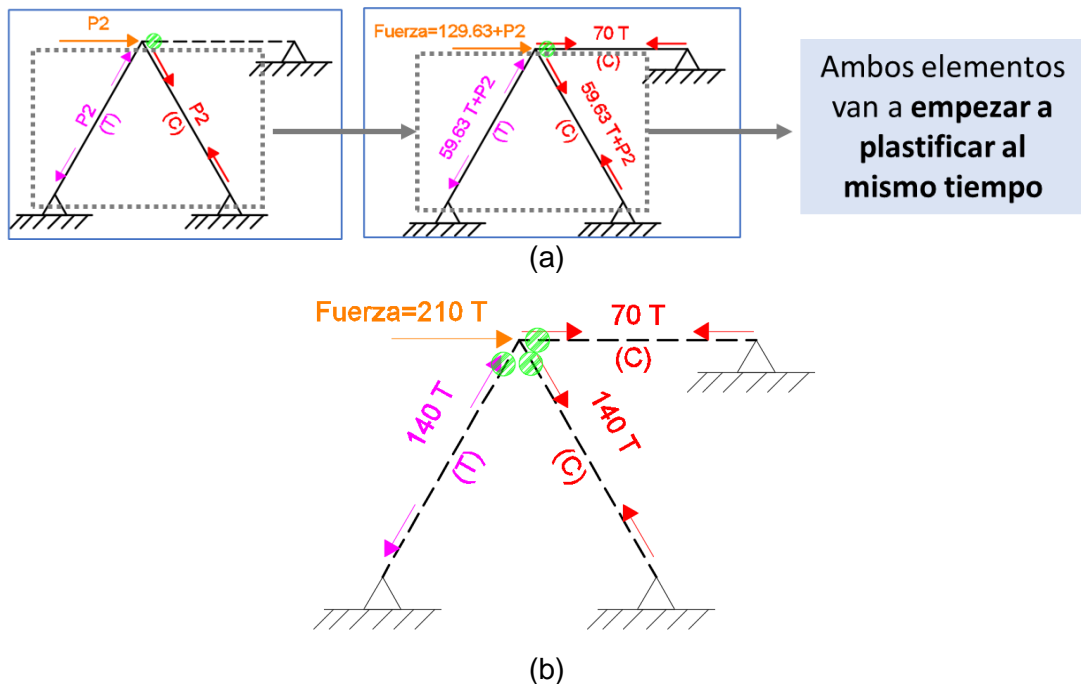 P2
P2
(T)
P2
(C)
Fuerza=129.63+P2
70 T
(C)
59.63 T+P2
(T)
59.63 T+P2
(C)
Ambos elementos
van a empezar a
plastificar al
mismo tiempo
(a)
Fuerza=210 T
70 T
(C)
140 T
(T)
140 T
(C)
(b)